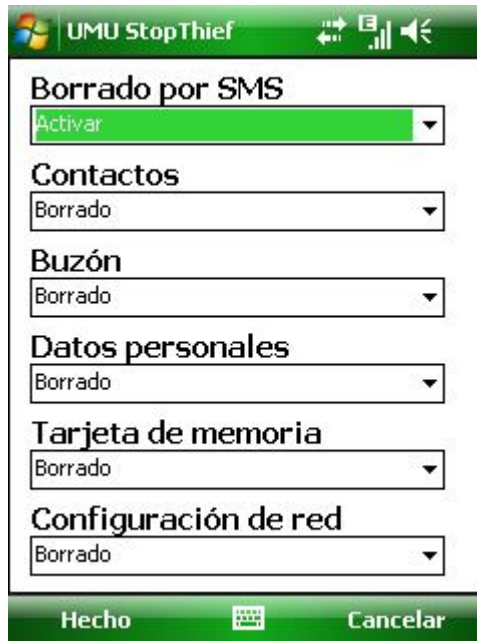 UMU StopThief
E
Borrado por SMS
Activar
Contactos
Borrado
Buzón
Borrado
Datos personales
Borrado
Tarjeta de memoria
Borrado
Configuración de red
Borrado
Hecho
Cancelar